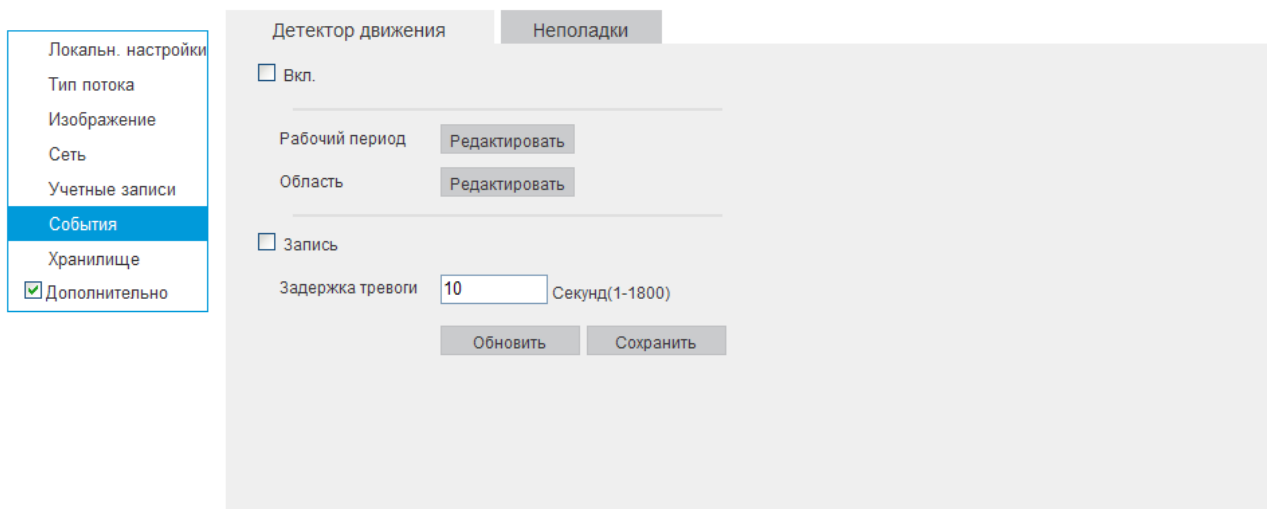 Локальн. настройки
Тип потока
Изображение
Сеть
Учетные записи
События
Хранилище
Дополнительно
Детектор движения
Неполадки
Вкл.
Рабочий период
Редактировать
Область
Редактировать
Запись
Задержка тревоги
10
Секунд(1-1800)
Обновить
Сохранить